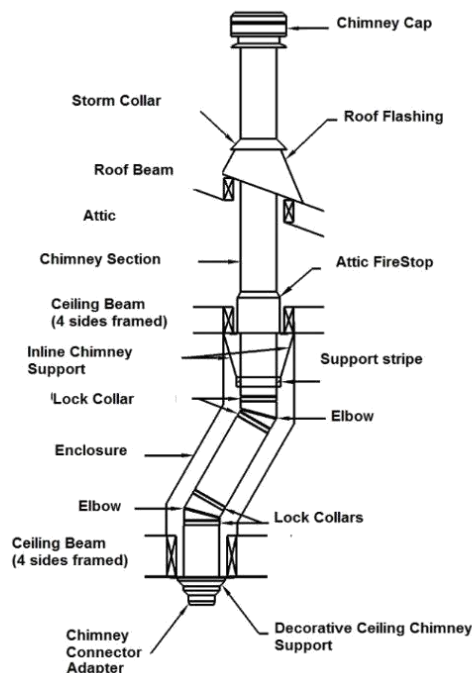 Chimney Cap
Storm Collar
Roof Flashing
Roof Beam
Attic
Chimney Section
Attic FireStop
Ceiling Beam
(4 sides framed)
Inline Chimney
Support
Support stripe
Lock Collar
Elbow
Enclosure
Elbow
Lock Collars
Ceiling Beam
(4 sides framed)
Chimney
Connector
Adapter
Decorative Ceiling Chimney
Support